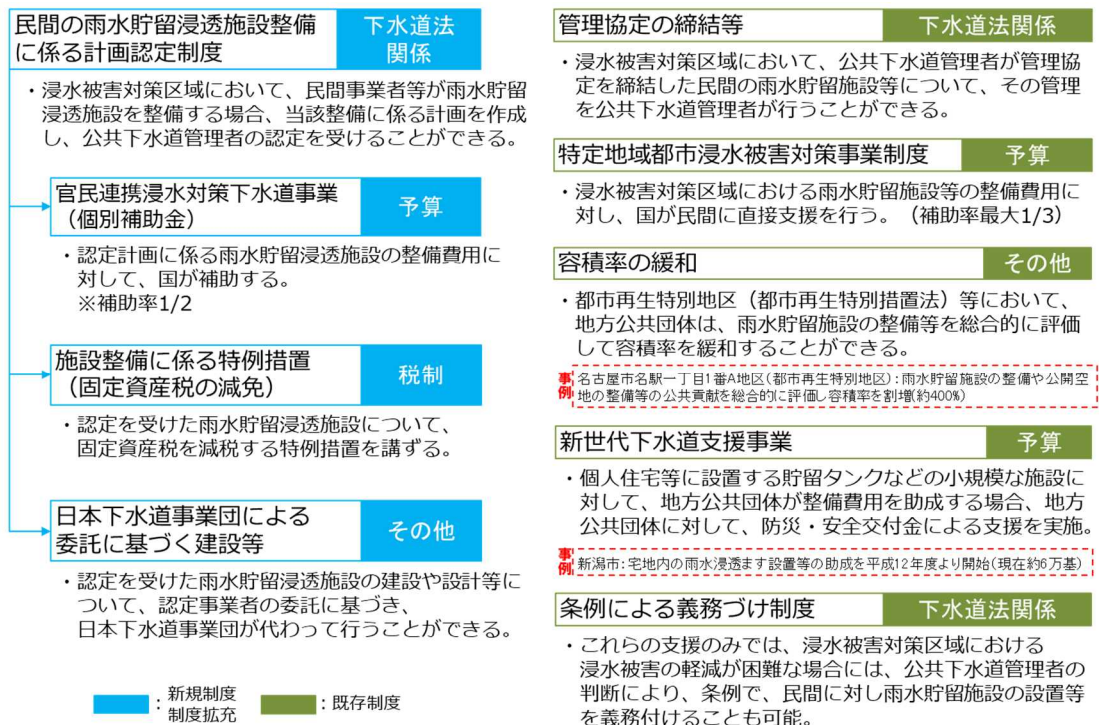 民間の雨水貯留浸透施設整備
に係る計画認定制度
下水道法
関係
・浸水被害対策区域において、民間事業者等が雨水貯留
浸透施設を整備する場合、当該整備に係る計画を作成
し、公共下水道管理者の認定を受けることができる。
官民連携浸水対策下水道事業
（個別補助金）
予算
・認定計画に係る雨水貯留浸透施設の整備費用に
対して、国が補助する。
※補助率1/2
施設整備に係る特例措置
（固定資産税の減免）
税制
・認定を受けた雨水貯留浸透施設について、
固定資産税を減税する特例措置を講ずる。
日本下水道事業団による
委託に基づく建設等
その他
・認定を受けた雨水貯留浸透施設の建設や設計等に
ついて、認定事業者の委託に基づき、
日本下水道事業団が代わって行うことができる。
：新規制度
制度拡充
：既存制度
管理協定の締結等
下水道法関係
・浸水被害対策区域において、公共下水道管理者が管理協
定を締結した民間の雨水貯留施設等について、その管理
を公共下水道管理者が行うことができる。
特定地域都市浸水被害対策事業制度
予算
・浸水被害対策区域における雨水貯留施設等の整備費用に
対し、国が民間に直接支援を行う。（補助率最大1/3）
容積率の緩和
その他
・都市再生特別地区（都市再生特別措置法）等において、
地方公共団体は、雨水貯留施設の整備等を総合的に評価
して容積率を緩和することができる。
事例
名古屋市名駅一丁目1番A地区(都市再生特別地区)：雨水貯留施設の整備や公開空
地の整備等の公共貢献を総合的に評価し容積率を割増(約400%)
新世代下水道支援事業
予算
・個人住宅等に設置する貯留タンクなどの小規模な施設に
対して、地方公共団体が整備費用を助成する場合、地方
公共団体に対して、防災・安全交付金による支援を実施。
事例
新潟市：宅地内の雨水浸透ます設置等の助成を平成12年度より開始(現在約6万基)
条例による義務づけ制度
下水道法関係
・これらの支援のみでは、浸水被害対策区域における
浸水被害の軽減が困難な場合には、公共下水道管理者の
判断により、条例で、民間に対し雨水貯留施設の設置等
を義務付けることも可能。